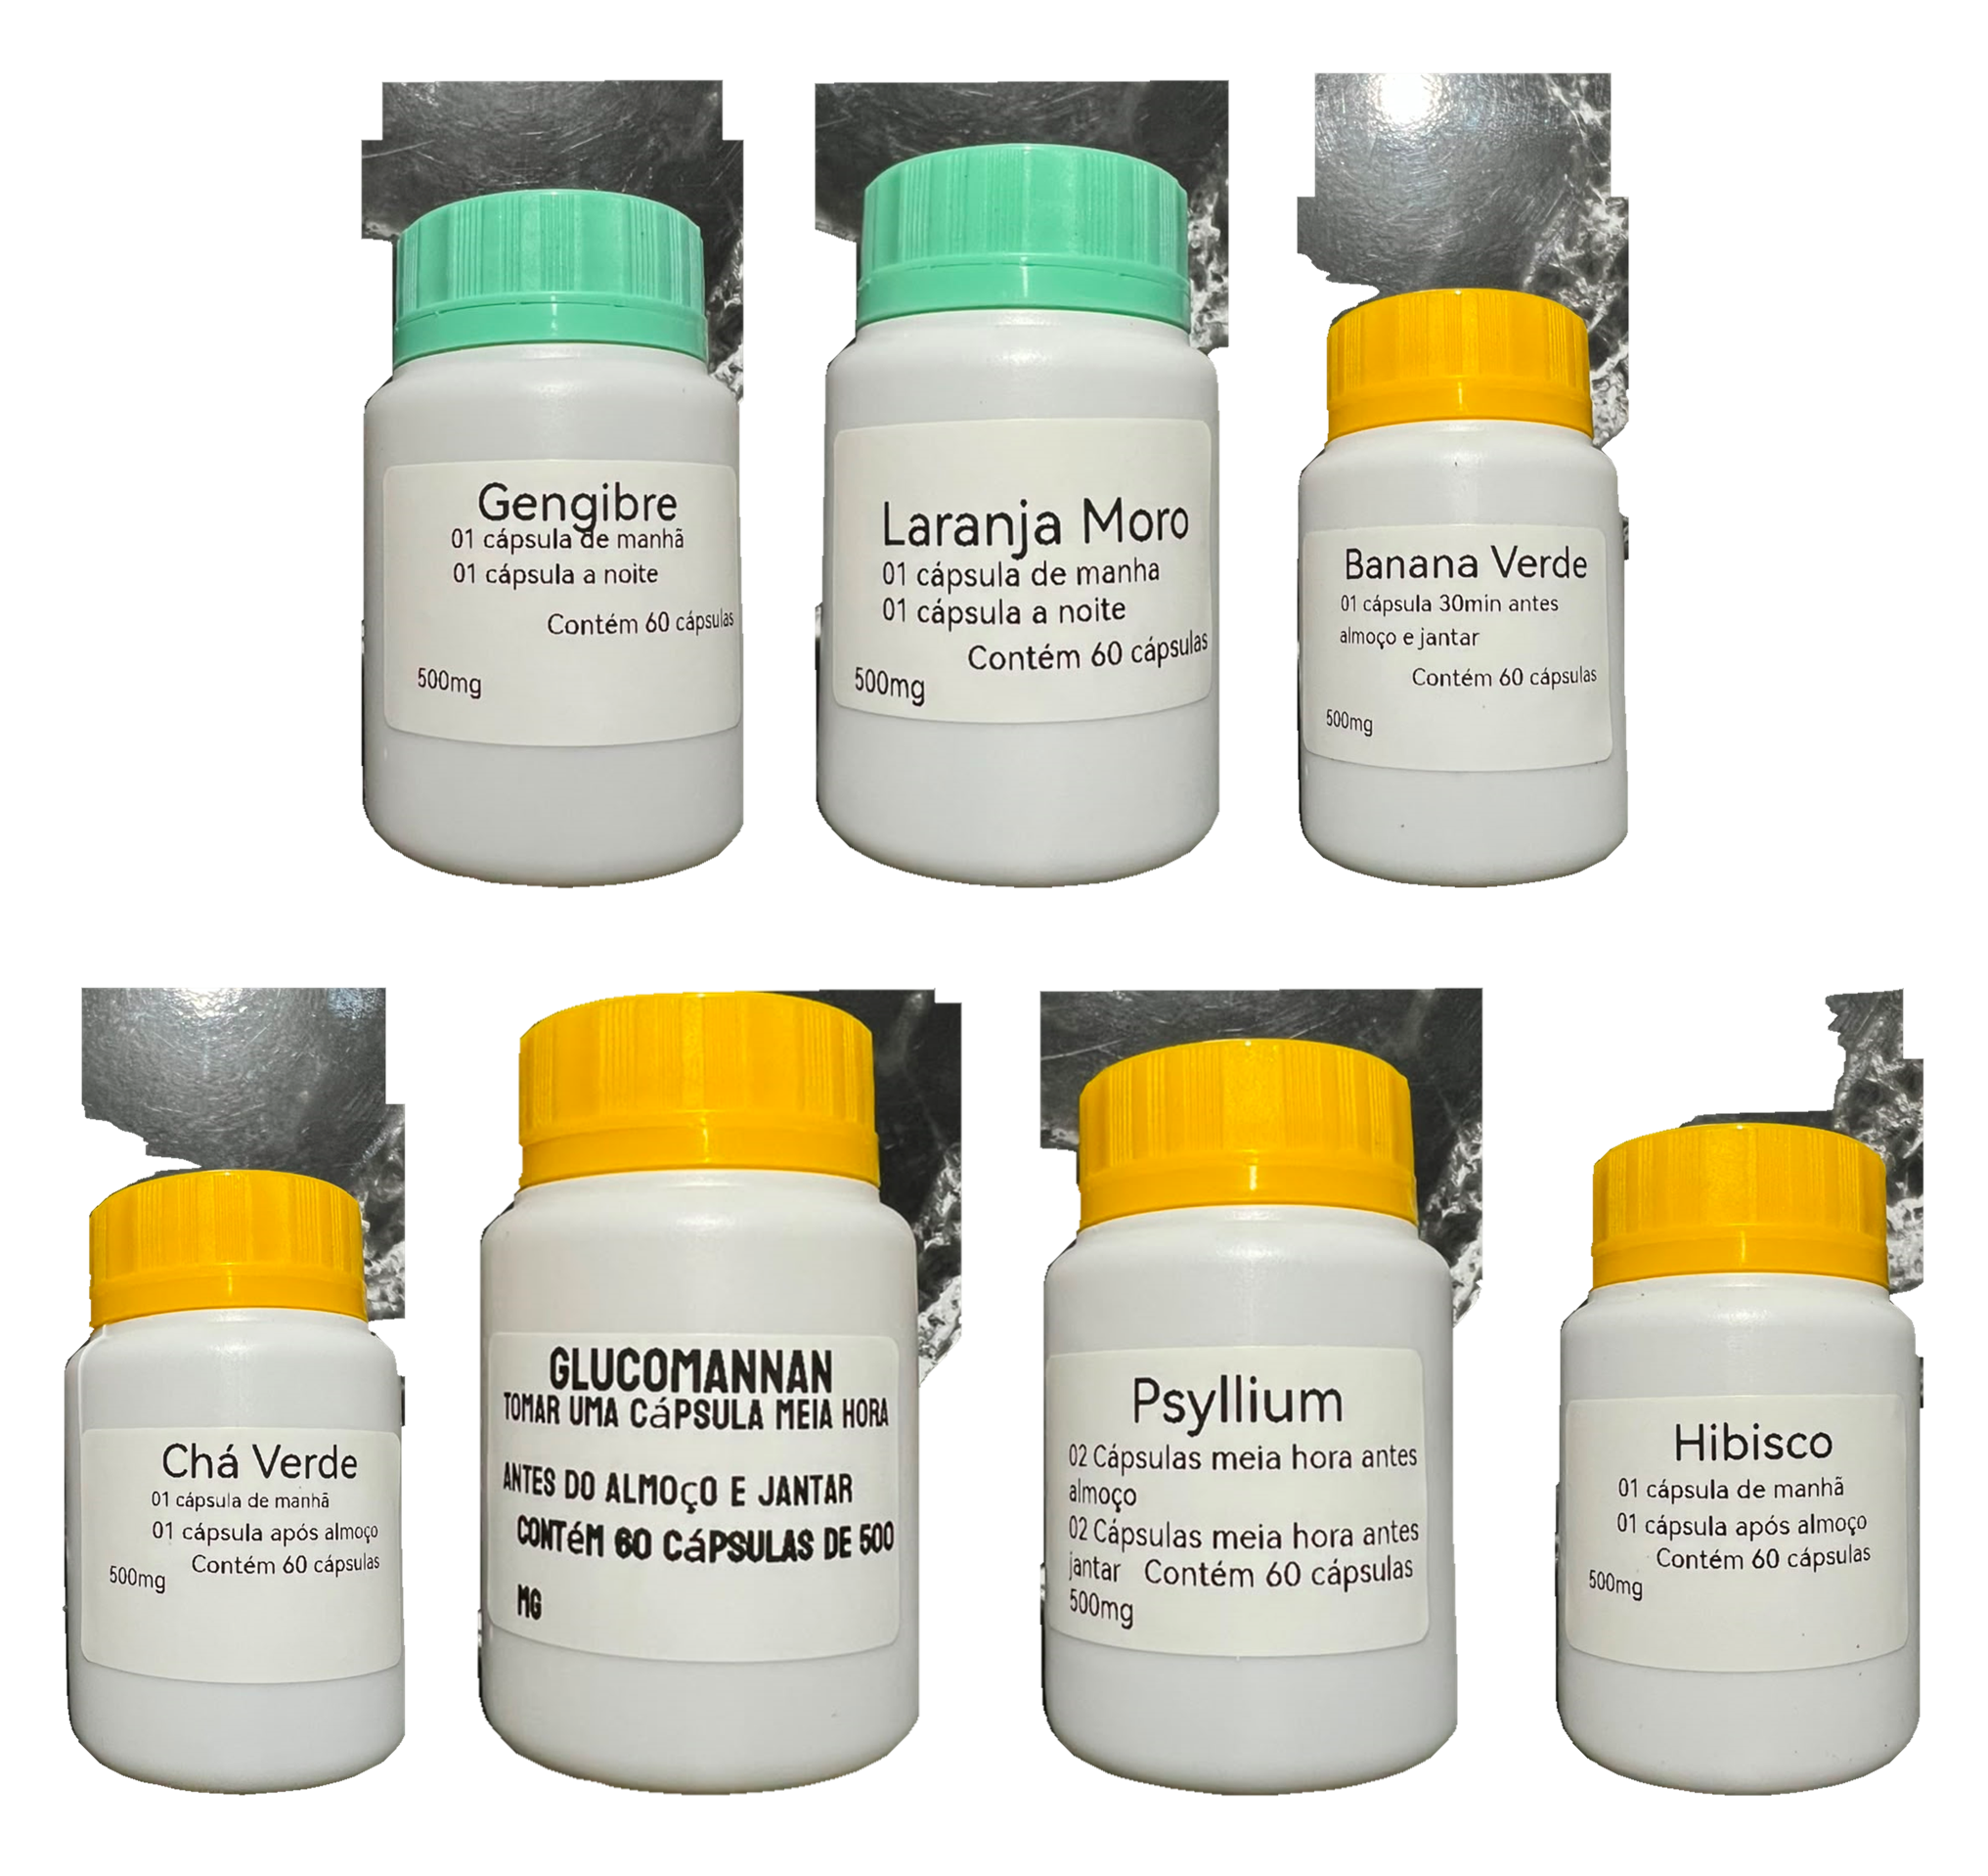 Gengibre
01 cápsula de manhã
01 cápsula a noite
Contém 60 cápsulas
500mg
Laranja Moro
01 cápsula de manha
01 cápsula a noite
Contém 60 cápsulas
500mg
Banana Verde
01 cápsula 30min antes
almoço e jantar
Contém 60 cápsulas
500mg
Chá Verde
01 cápsula de manhã
01 cápsula após almoço
Contém 60 cápsulas
500mg
GLUCOMANNAN
TOMAR UMA CáPSULA MEIA HORA
ANTES DO ALMOçO E JANTAR
CONTéM 60 CáPSULAS DE 500
MG
Psyllium
02 Cápsulas meia hora antes
almoço
02 Cápsulas meia hora antes
jantar Contém 60 cápsulas
500mg
Hibisco
01 cápsula de manhã
01 cápsula após almoço
Contém 60 cápsulas
500mg